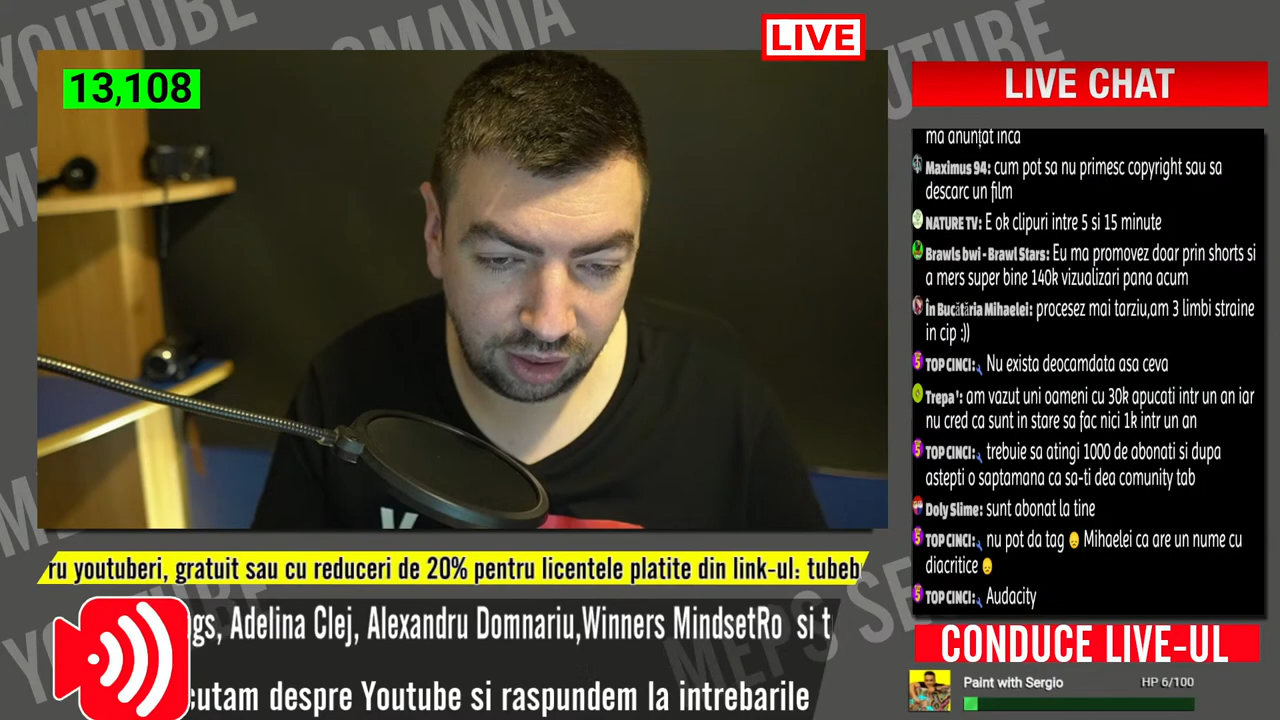 YOUTUBE
ROMANIA
YOUTUBE
LIVE
13,108
LIVE CHAT
ma anunțat inca
Maximus 94: cum pot sa nu primesc copyright sau sa
descarc un film
NATURE TV: E ok clipuri intre 5 si 15 minute
Brawls bwi - Brawl Stars: Eu ma promovez doar prin shorts si
a mers super bine 140k vizualizari pana acum
În Bucătăria Mihaelei: procesez mai tarziu,am 3 limbi straine
in cip :))
TOP CINCI: Nu exista deocamdata asa ceva
Trepa ': am vazut uni oameni cu 30k apucati intr un an iar
nu cred ca sunt in stare sa fac nici 1k intr un an
TOP CINCI: trebuie sa atingi 1000 de abonati si dupa
astepti o saptamana ca sa-ti dea comunity tab
Doly Slime: sunt abonat la tine
TOP CINCI: nu pot da tag 😞 Mihaelei ca are un nume cu
diacritice 😞
TOP CINCI: Audacity
ru youtuberi, gratuit sau cu reduceri de 20% pentru licentele platite din link-ul: tubeb
gs, Adelina Clej, Alexandru Domnariu,Winners MindsetRo si t
cutam despre Youtube si raspundem la intrebarile
MEPS SE
CONDUCE LIVE-UL
Paint with Sergio HP 6/100